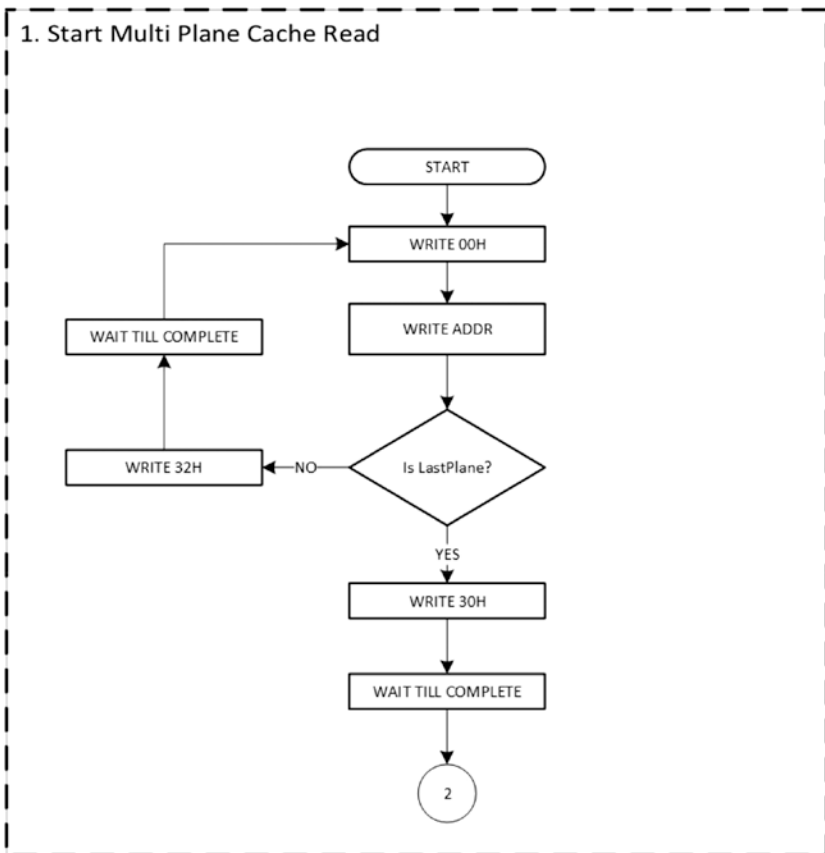 1. Start Multi Plane Cache Read
START
WRITE 00H
WRITE ADDR
WAIT TILL COMPLETE
Is LastPlane?
NO
WRITE 32H
YES
WRITE 30H
WAIT TILL COMPLETE
2